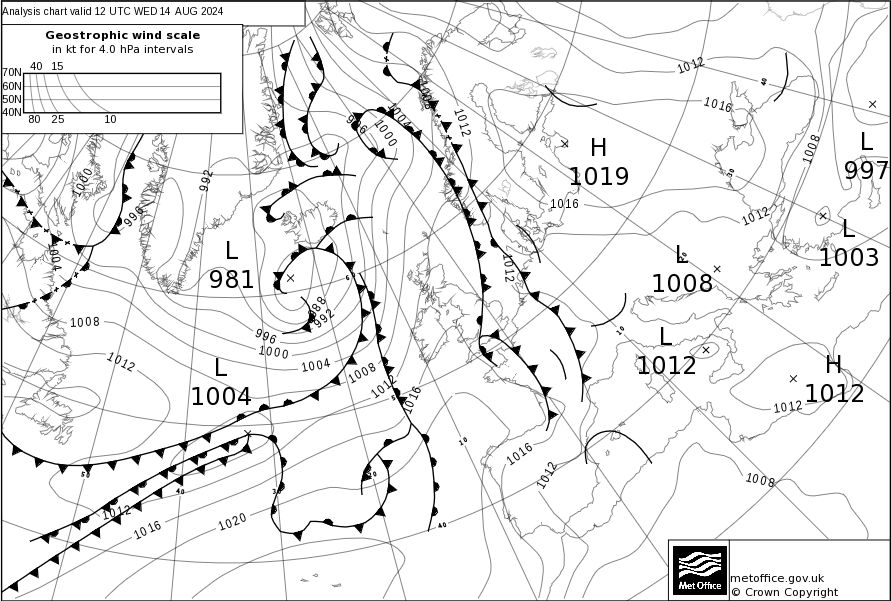 Analysis chart valid 12 UTC WED 14 AUG 2024
Geostrophic wind scale
in kt for 4.0 hPa intervals
40 15
70N
60N
50N
40N
80 25 10
1012
40
996
1004
1008
1012
1000
1016
1008
L
997
H
1019
1000
992
30
996
1016
1012
L
1003
1004
L
981
1012
L
1008
50
988
992
1008
996
10
L
1012
1000
1012
1004
1008
H
1012
L
1004
1012
1016
1012
10
1016
50
20
1012
1008
40
30
1012
1016
1020
40
Met Office
metoffice.gov.uk
© Crown Copyright